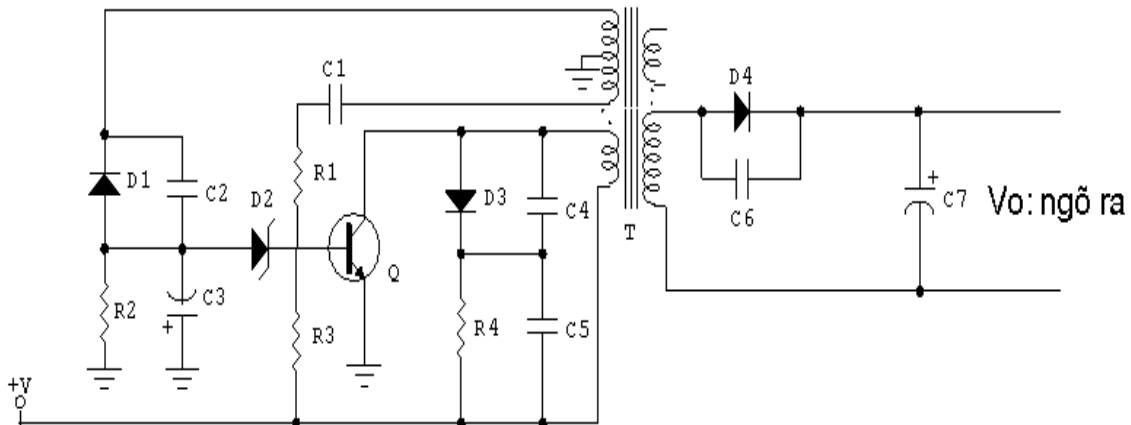 C1
D4
D1
C2
D2
R1
D3
C4
C6
+
C7
Vo: ngõ ra
T
Q
R2
C3
+
R3
R4
C5
+V